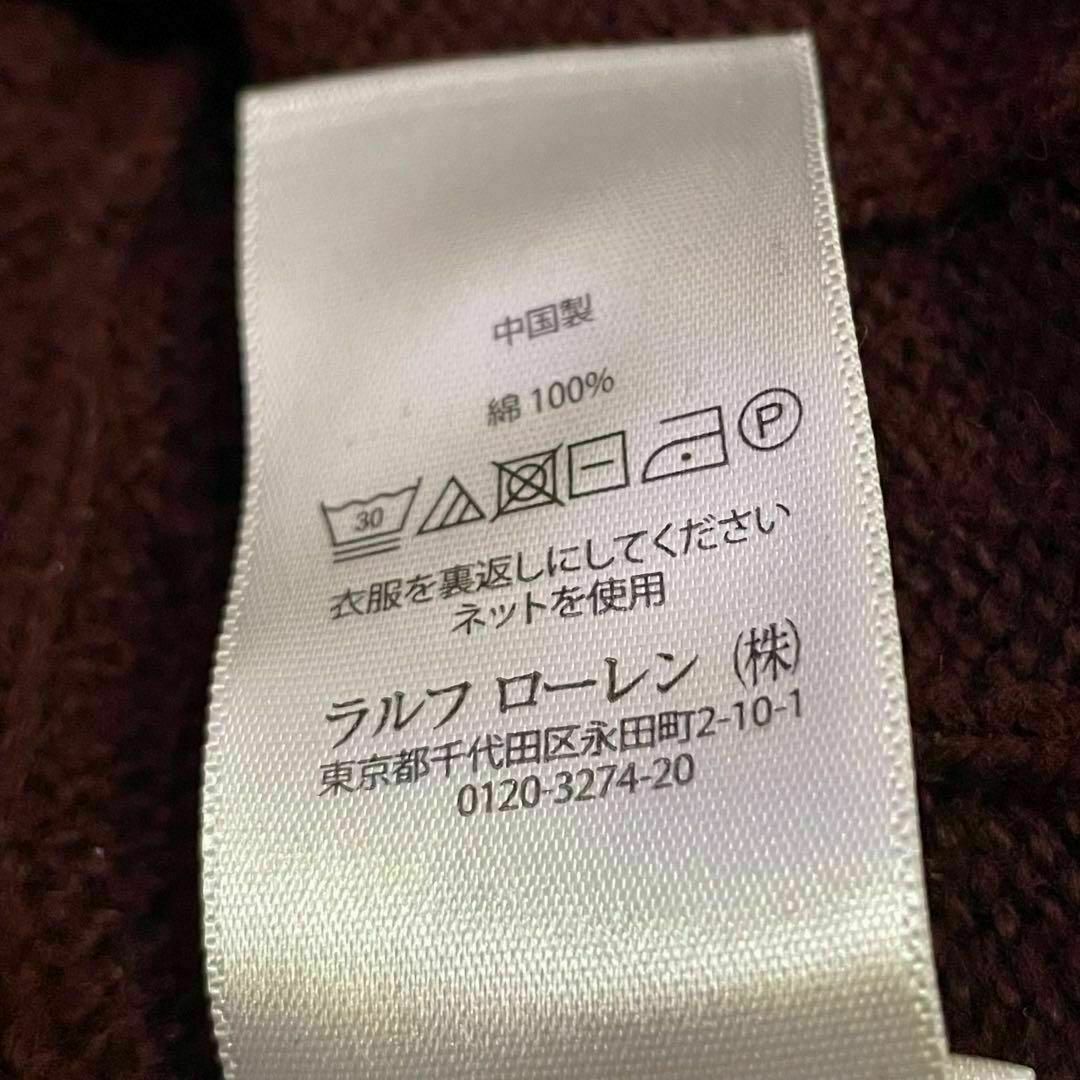 中国製
綿 100%
30 P
衣服を裏返しにしてください
ネットを使用
ラルフ ローレン (株)
東京都千代田区永田町2-10-1
0120-3274-20